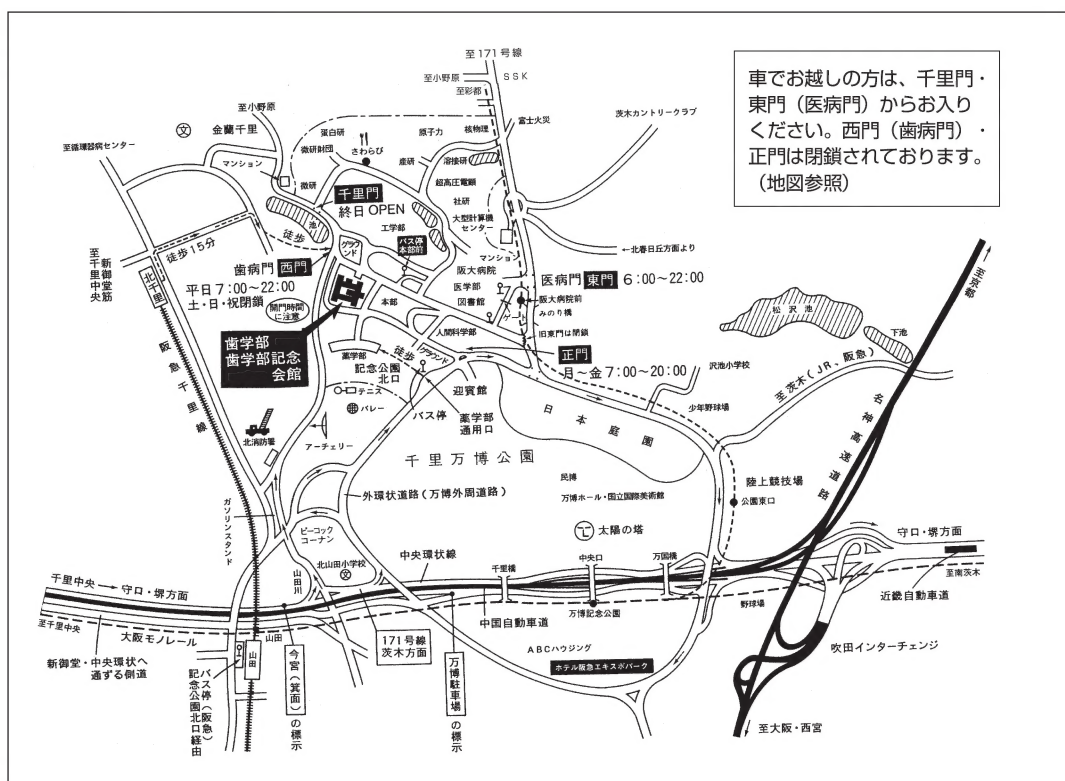 車でお越しの方は、千里門・
東門（医病門）からお入り
ください。西門（歯病門）・
正門は閉鎖されております。
（地図参照）
至171号線
至小野原
SSK
至彩都
至小野原
金蘭千里
文
至循環器病センター
マンション
蛋白研
微研財団
さわらび
原子力
核物理
富士火災
茨木カントリークラブ
微研
産研
溶接研
超高圧電顕
千里門
終日 OPEN
池
徒歩
工学部
社研
大型計算機
センター
マンション
←北春日丘方面より
徒歩15分
グラウンド
バス停
本部前
至新御堂筋
至千里中央
北千里
歯病門 西門
平日 7：00〜22：00
土・日・祝閉鎖
開門時間
に注意
阪大病院
医学部
図書館
医病門 東門 6：00〜22：00
ゲート
阪大病院前
みのり橋
旧東門は閉鎖
本部
人間科学部
歯学部
歯学部記念
会館
阪急千里線
薬学部
徒歩
グラウンド
記念公園
北口
正門
月〜金 7：00〜20：00
迎賓館
テニス
バレー
バス停
薬学部
通用口
アーチェリー
北消防署
松沢池
下池
至京都
沢池小学校
至茨木（JR、阪急）
少年野球場
日本庭園
名神高速道路
千里万博公園
外環状道路（万博外周道路）
民博
万博ホール・国立国際美術館
太陽の塔
陸上競技場
公園東口
ガソリンスタンド
ピーコック
コーナン
北山田小学校
文
山田川
中央環状線
千里橋
中央口
万国橋
守口・堺方面
至南茨木
近畿自動車道
千里中央→守口・堺方面
至千里中央
大阪モノレール
山田
山田
171号線
茨木方面
中国自動車道
万博記念公園
野球場
ABCハウジング
ホテル阪急エキスポパーク
吹田インターチェンジ
新御堂・中央環状へ
通ずる側道
バス停（阪急）
記念公園北口経由
今宮（箕面）の標示
万博駐車場の標示
至大阪・西宮